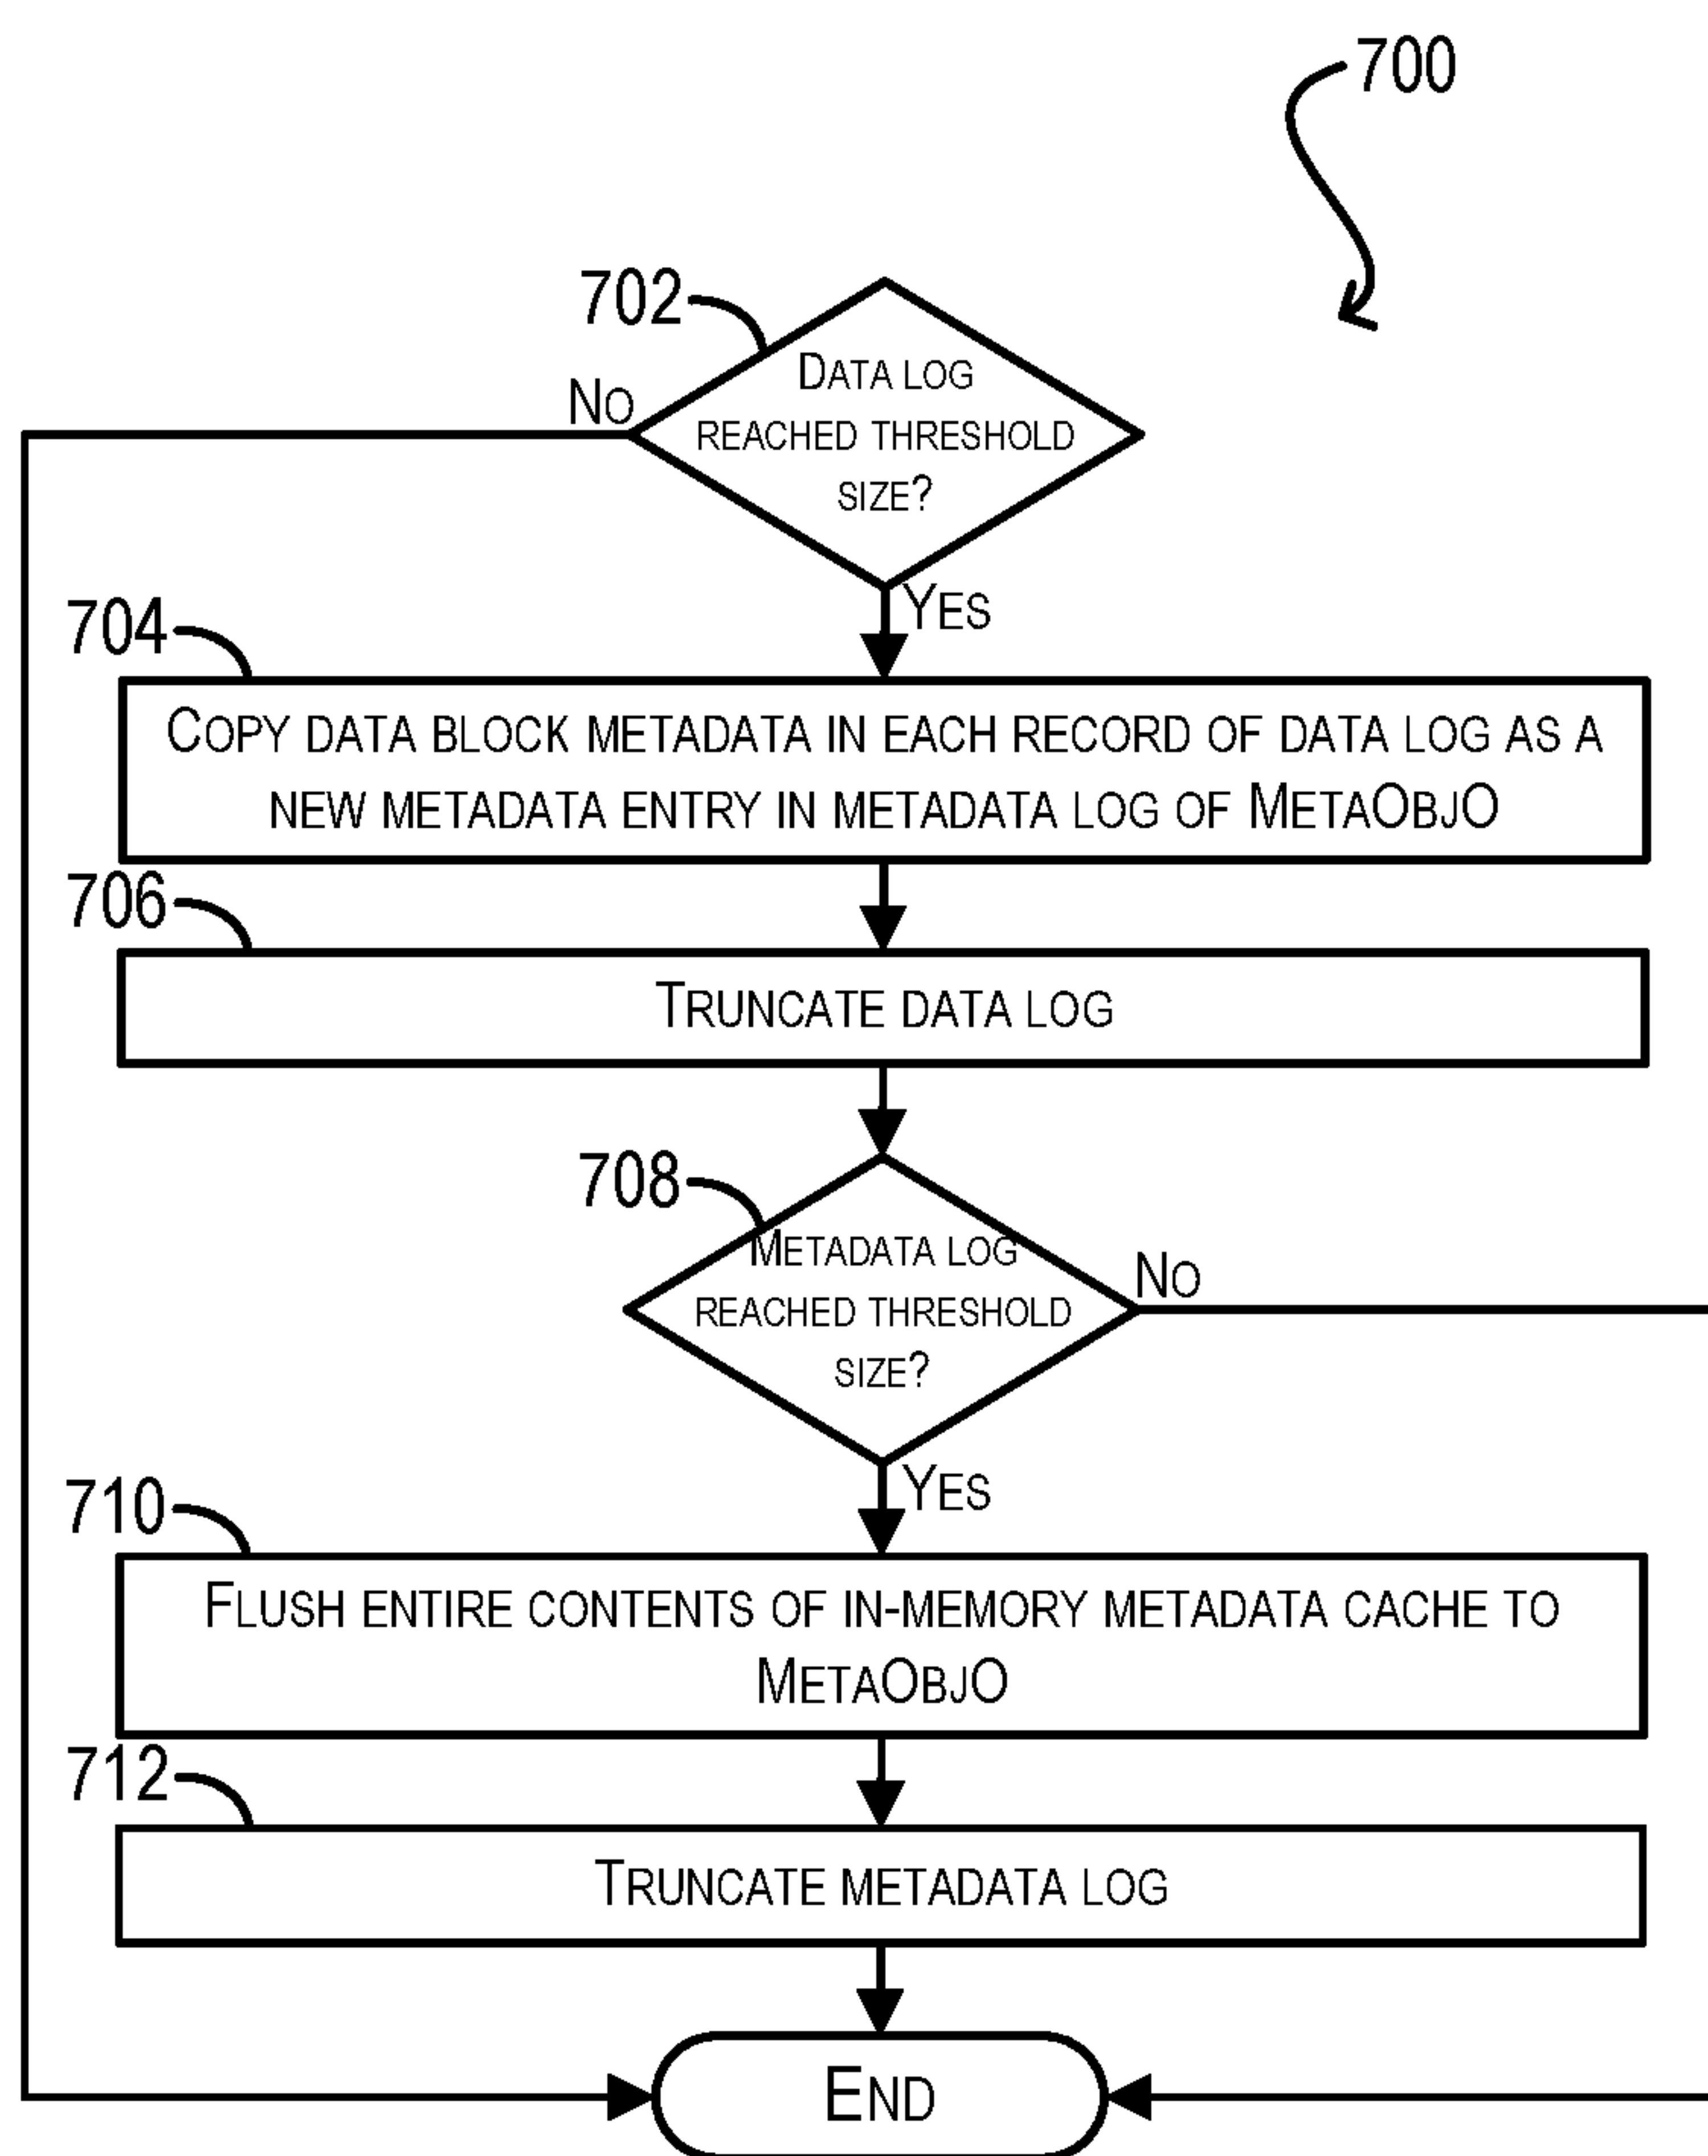 700
702
No
Data log
reached threshold
size?
Yes
704
Copy data block metadata in each record of data log as a
new metadata entry in metadata log of MetaObjO
706
Truncate data log
708
Metadata log
reached threshold
size?
No
Yes
710
Flush entire contents of in-memory metadata cache to
MetaObjO
712
Truncate metadata log
End